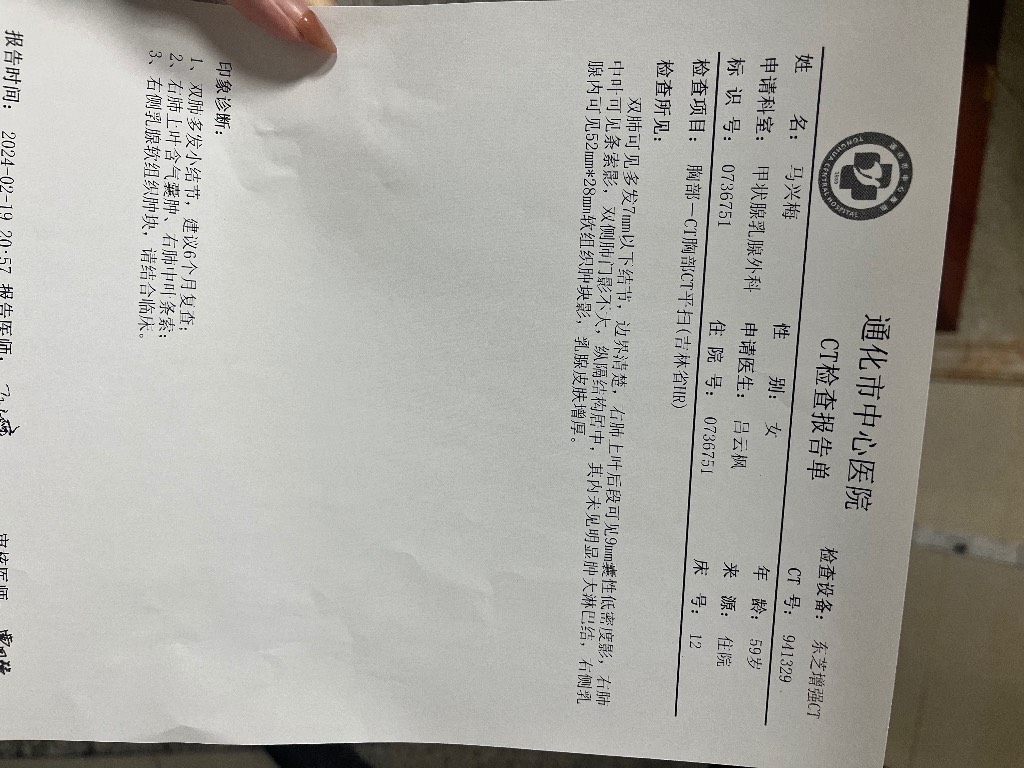 通化市中心医院
CT检查报告单
检查设备： 东芝增强CT
CT号： 941329
姓 名： 马兴梅 性 别： 女 年 龄： 59岁
申请科室： 甲状腺乳腺外科 申请医生： 吕云枫 来 源： 住院
标 识 号： 0736751 住 院 号： 0736751 床 号： 12
检查项目： 胸部—CT胸部CT平扫(吉林省HR)
检查所见：
双肺可见多发7mm以下结节，边界清楚，右肺上叶后段可见9mm囊性低密度影，右肺
中叶可见条索影，双侧肺门影不大，纵隔结构居中，其内未见明显肿大淋巴结，右侧乳
腺内可见52mm*28mm软组织肿块影，乳腺皮肤增厚。
印象诊断：
1、双肺多发小结节，建议6个月复查；
2、右肺上叶含气囊肿、右肺中叶条索；
3、右侧乳腺软组织肿块，请结合临床。
报告时间： 2024-02-19 20:57 报告医师： 审核医师